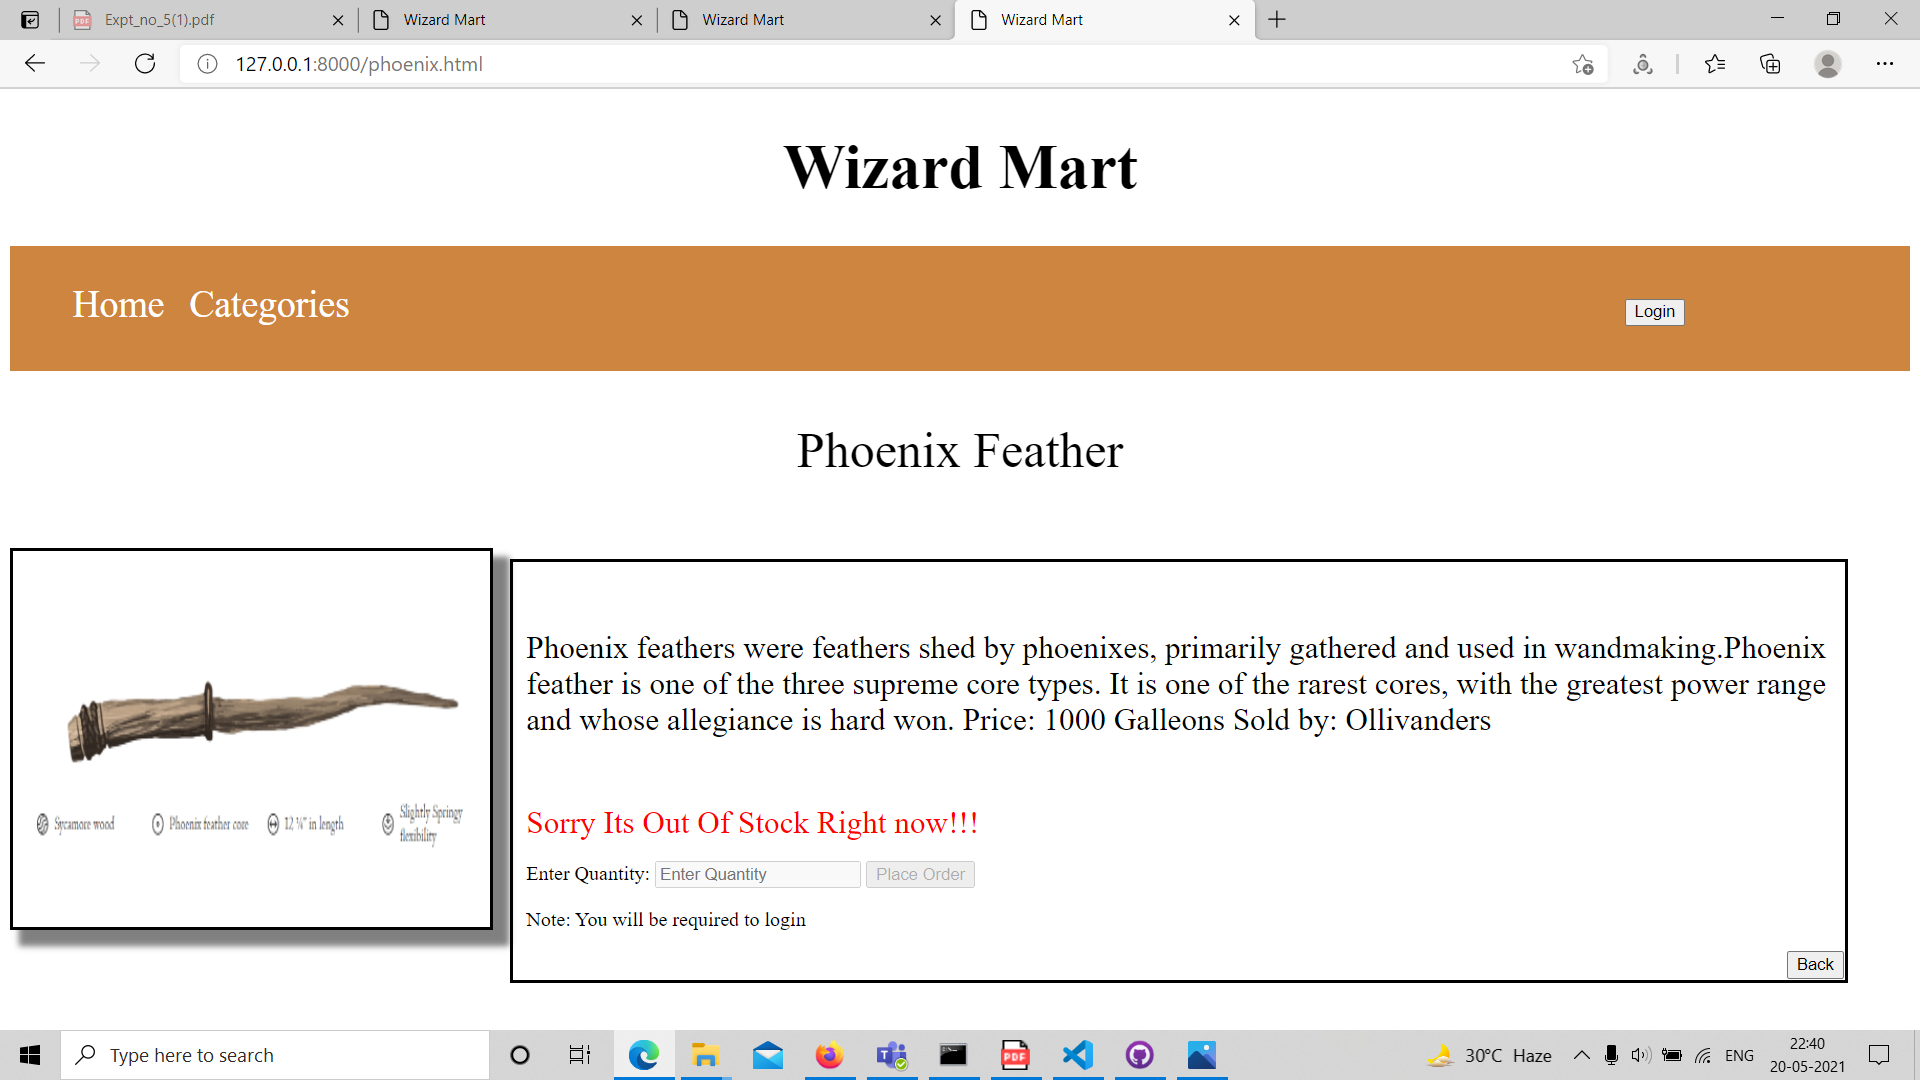 Expt_no_5(1).pdf
Wizard Mart
Wizard Mart
Wizard Mart
127.0.0.1:8000/phoenix.html
Wizard Mart
Home Categories
Login
Phoenix Feather
Sycamore wood
Phoenix feather core
12 ¾" in length
Slightly Springy
flexibility
Phoenix feathers were feathers shed by phoenixes, primarily gathered and used in wandmaking.Phoenix
feather is one of the three supreme core types. It is one of the rarest cores, with the greatest power range
and whose allegiance is hard won. Price: 1000 Galleons Sold by: Ollivanders
Sorry Its Out Of Stock Right now!!!
Enter Quantity: Enter Quantity Place Order
Note: You will be required to login
Back
Type here to search
PDF
30°C Haze
ENG
22:40
20-05-2021